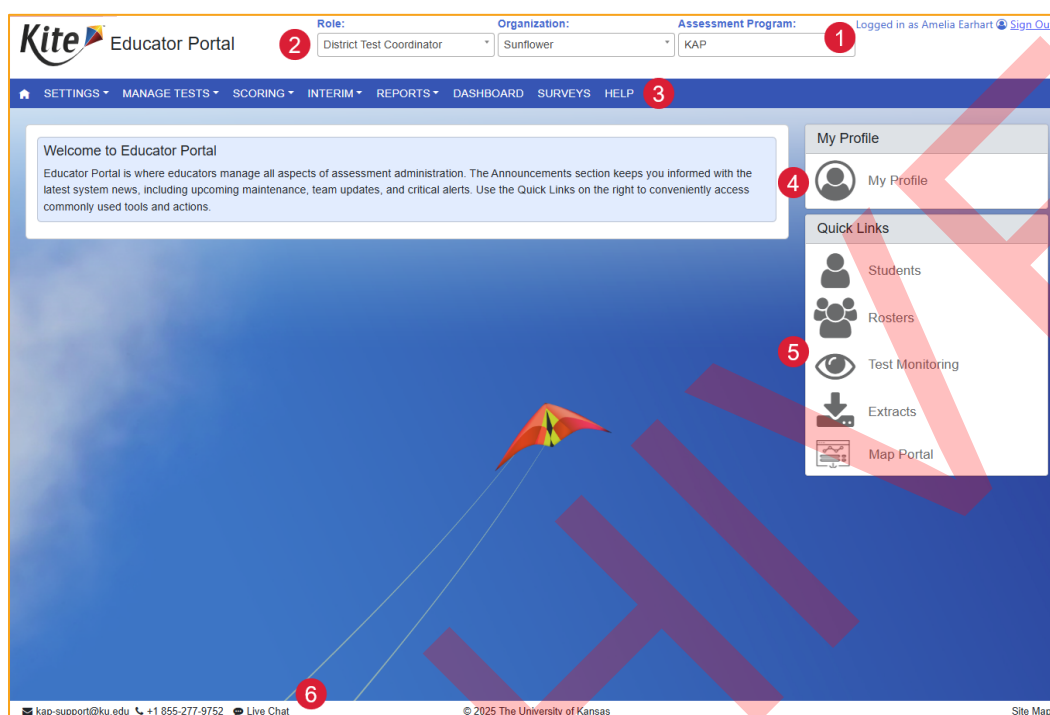 Kite Educator Portal
Role: Organization: Assessment Program:
Logged in as Amelia Earhart Sign Out
District Test Coordinator Sunflower KAP
1
2
SETTINGS MANAGE TESTS SCORING INTERIM REPORTS DASHBOARD SURVEYS HELP
3
Welcome to Educator Portal
Educator Portal is where educators manage all aspects of assessment administration. The Announcements section keeps you informed with the
latest system news, including upcoming maintenance, team updates, and critical alerts. Use the Quick Links on the right to conveniently access
commonly used tools and actions.
My Profile
4
My Profile
Quick Links
Students
Rosters
5
Test Monitoring
Extracts
Map Portal
6
kap-support@ku.edu +1 855-277-9752 Live Chat
© 2025 The University of Kansas
Site Map